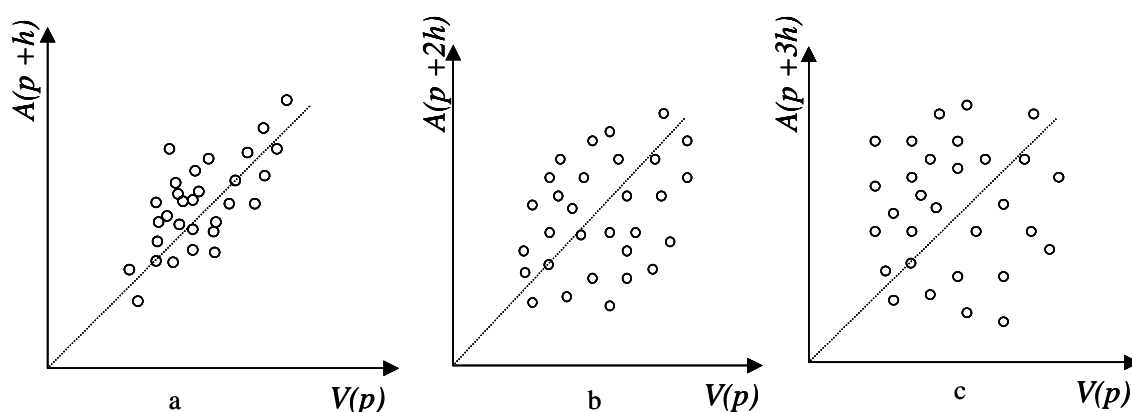 A(p +h)
V(p)
a
A(p +2h)
V(p)
b
A(p +3h)
V(p)
c